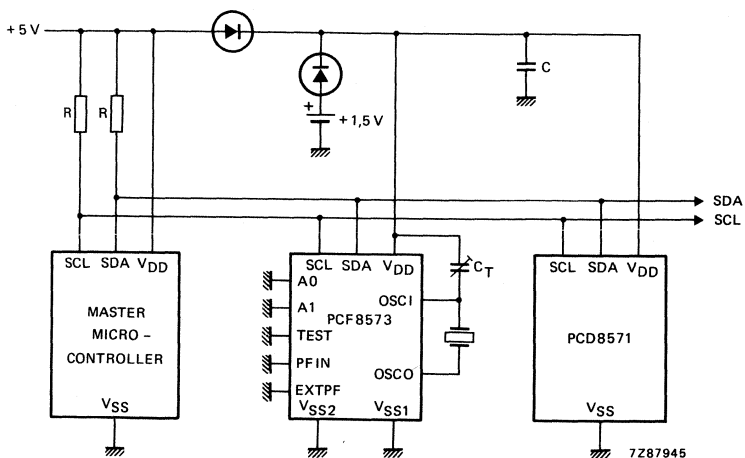 +5V
C
R
R
+
+1,5 V
SDA
SCL
SCL SDA VDD
MASTER
MICRO-
CONTROLLER
VSS
SCL SDA VDD
A0
A1
TEST
PFIN
EXTPF
PCF8573
OSCI
OSCO
VSS2
VSS1
CT
SCL SDA VDD
PCD8571
VSS
7Z87945